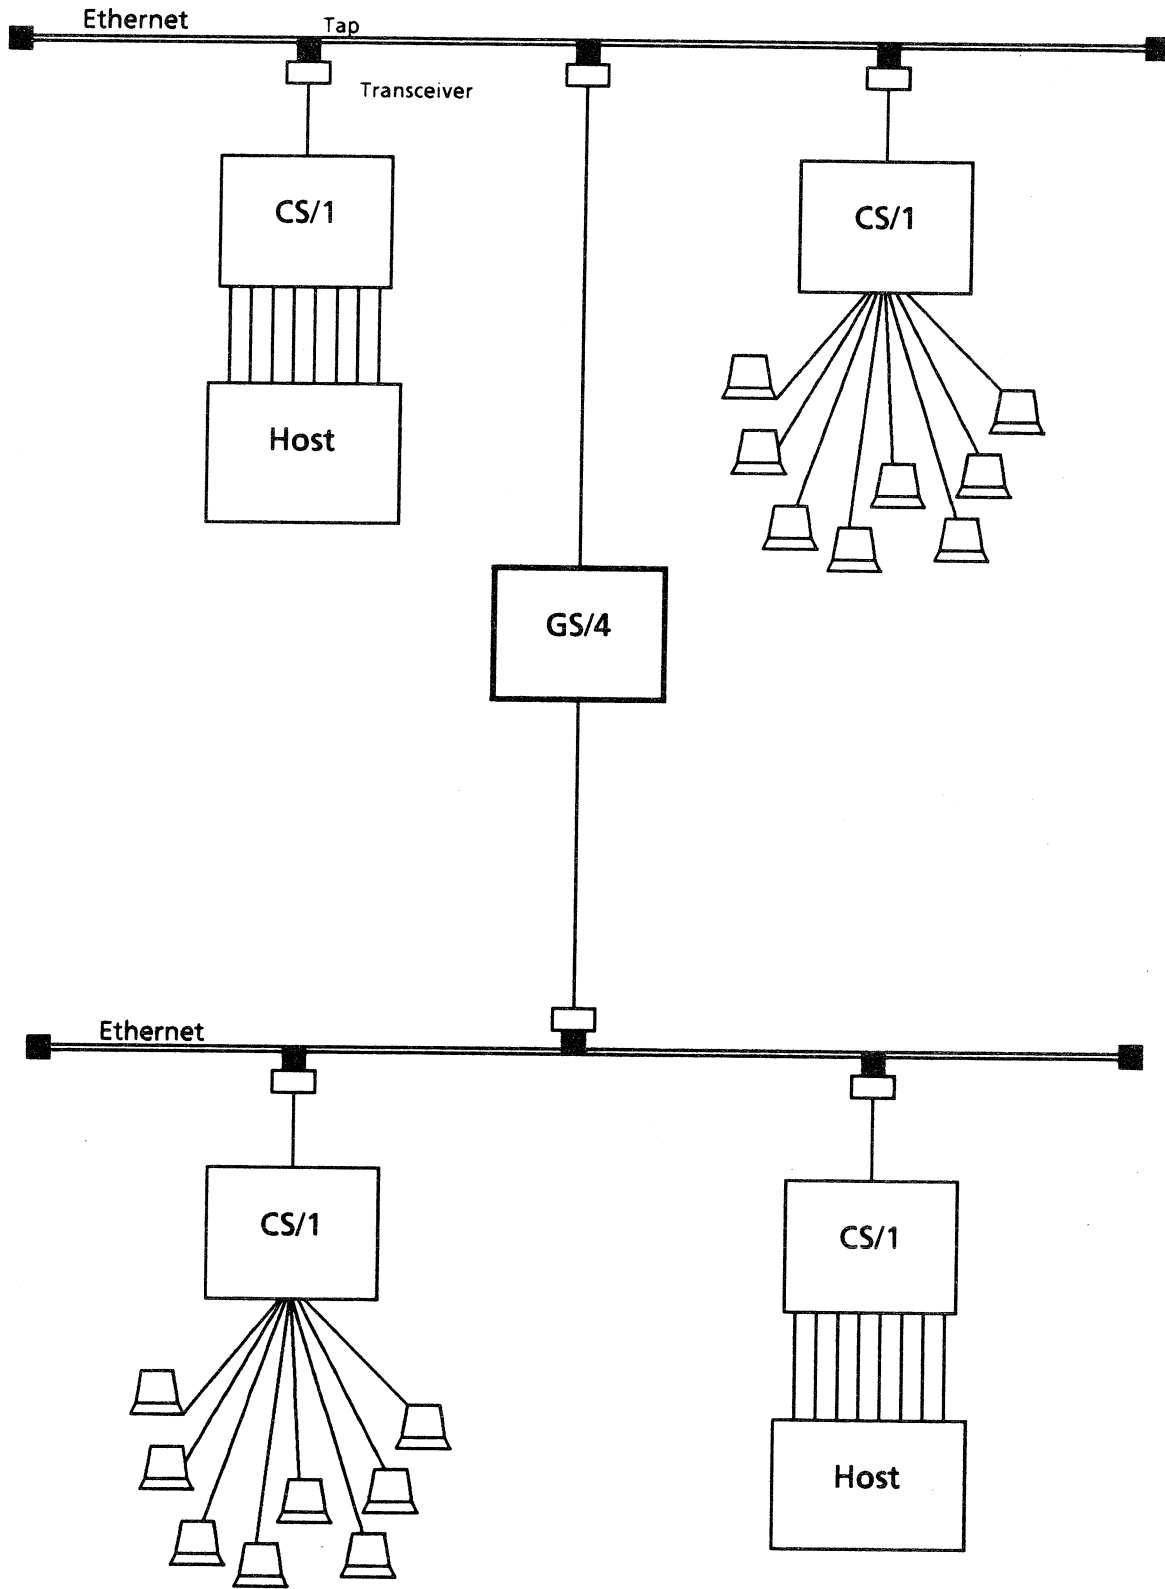 Ethernet
Tap
Transceiver
CS/1
CS/1
Host
GS/4
Ethernet
CS/1
CS/1
Host